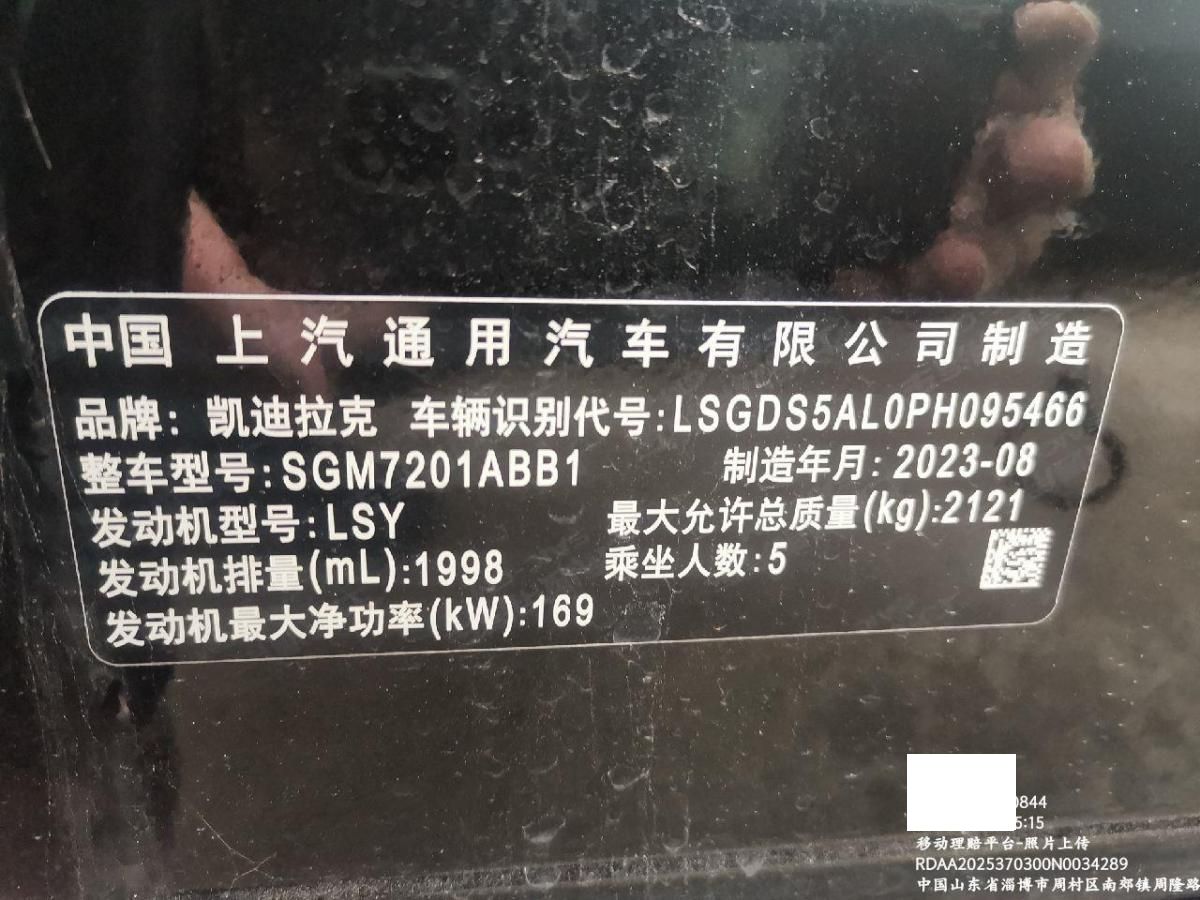 中国 上汽通用汽车有限公司制造
品牌：凯迪拉克 车辆识别代号:LSGDS5AL0PH095466
整车型号:SGM7201ABB1 制造年月：2023-08
发动机型号:LSY 最大允许总质量(kg):2121
发动机排量(mL):1998 乘坐人数:5
发动机最大净功率(kW):169
0844
5:15
移动理赔平台-照片上传
RDAA2025370300N0034289
中国山东省淄博市周村区南郊镇周隆路